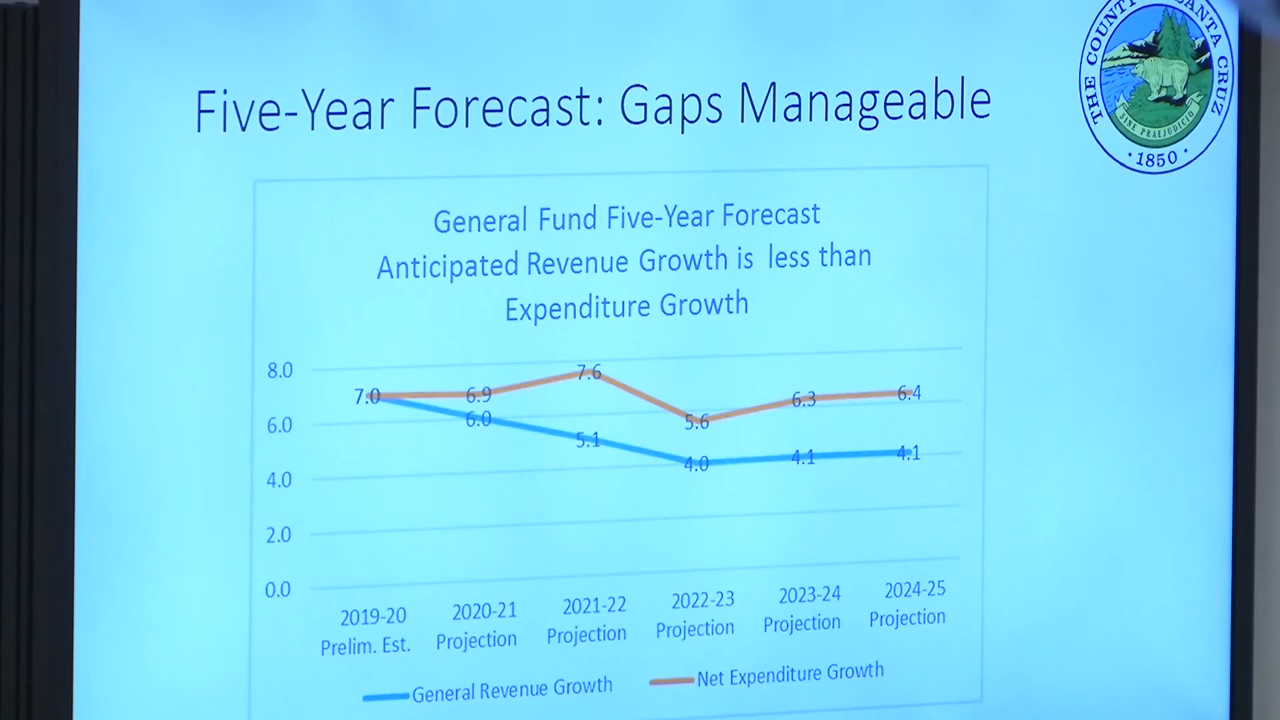 THE COUNTY SANTA CRUZ
SINE PRAEJUDICIO
· 1850 ·
Five-Year Forecast: Gaps Manageable
General Fund Five-Year Forecast
Anticipated Revenue Growth is less than
Expenditure Growth
8.0
6.0
4.0
2.0
0.0
7.0
6.9
7.6
5.6
6.3
6.4
6.0
5.1
4.0
4.1
4.1
2019-20 2020-21 2021-22 2022-23 2023-24 2024-25
Prelim. Est. Projection Projection Projection Projection Projection
General Revenue Growth Net Expenditure Growth